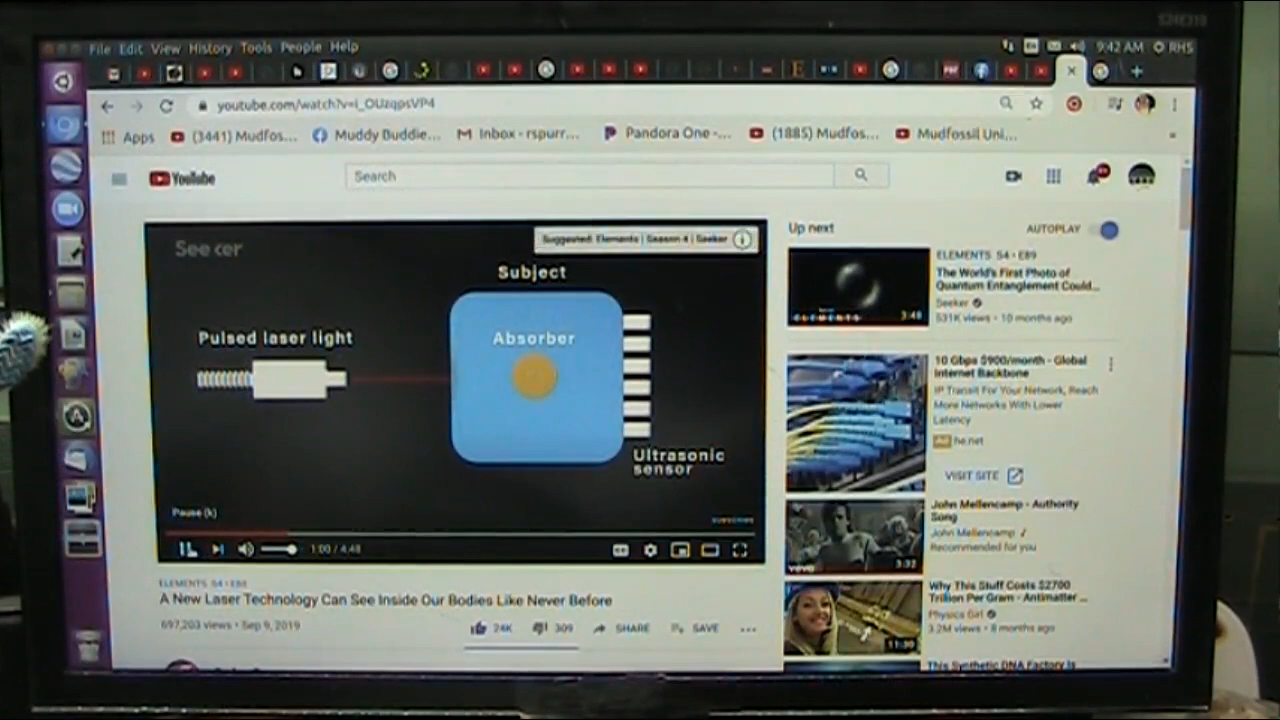 S24E310
File Edit View History Tools People Help
9:42 AM RHS
youtube.com/watch?v=i_OUzqpsVP4
Apps (3441) Mudfos... Muddy Buddie... Inbox - rspurr... Pandora One -... (1885) Mudfos... Mudfossil Uni...
YouTube
Search
Seeker
Suggested: Elements | Season 4 | Seeker
Subject
Pulsed laser light
Absorber
Ultrasonic
sensor
Pause (k)
SUBSCRIBE
1:00 / 4:48
ELEMENTS S4 • E88
A New Laser Technology Can See Inside Our Bodies Like Never Before
697,203 views • Sep 9, 2019
24K 309 SHARE SAVE
Up next
AUTOPLAY
ELEMENTS S4 • E89
The World's First Photo of
Quantum Entanglement Could...
Seeker
531K views • 10 months ago
3:48
10 Gbps $900/month - Global
Internet Backbone
IP Transit For Your Network, Reach
More Networks With Lower
Latency
Ad he.net
VISIT SITE
John Mellencamp - Authority
Song
John Mellencamp
Recommended for you
vevo
3:32
Why This Stuff Costs $2700
Trillion Per Gram - Antimatter ...
Physics Girl
3.2M views • 8 months ago
11:30
This Synthetic DNA Factory Is